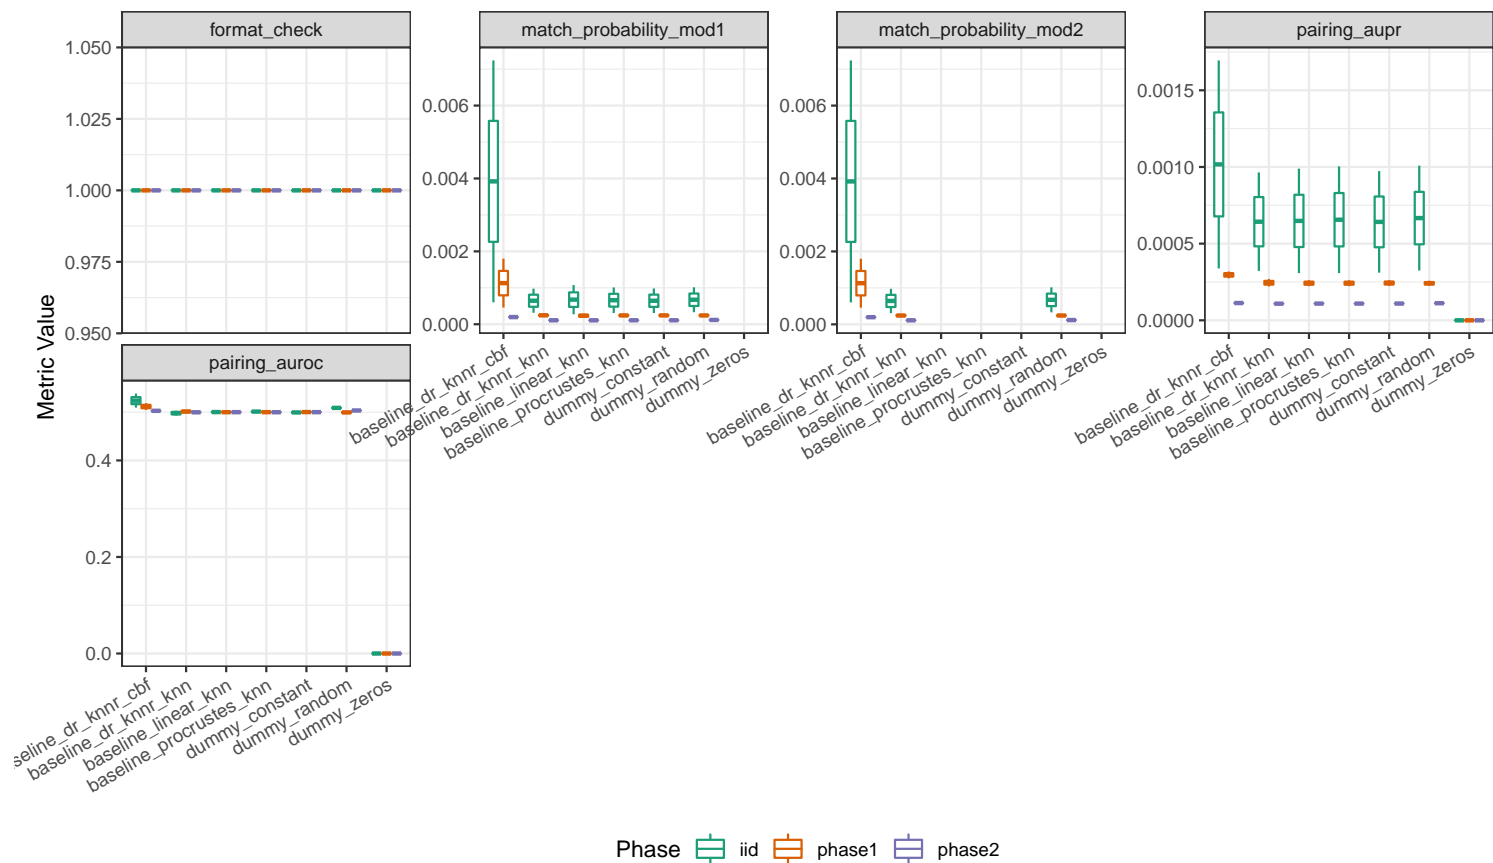 format_check
match_probability_mod1
match_probability_mod2
pairing_aupr
1.050
1.025
1.000
0.975
0.950
0.006
0.004
0.002
0.000
0.006
0.004
0.002
0.000
0.0015
0.0010
0.0005
0.0000
baseline_dr_knnr_cbf
baseline_dr_knnr_knn
baseline_linear_knn
baseline_procrustes_knn
dummy_constant
dummy_random
dummy_zeros
baseline_dr_knnr_cbf
baseline_dr_knnr_knn
baseline_linear_knn
baseline_procrustes_knn
dummy_constant
dummy_random
dummy_zeros
baseline_dr_knnr_cbf
baseline_dr_knnr_knn
baseline_linear_knn
baseline_procrustes_knn
dummy_constant
dummy_random
dummy_zeros
Metric Value
pairing_auroc
0.4
0.2
0.0
seline_dr_knnr_cbf
baseline_dr_knnr_knn
baseline_linear_knn
baseline_procrustes_knn
dummy_constant
dummy_random
dummy_zeros
Phase iid phase1 phase2